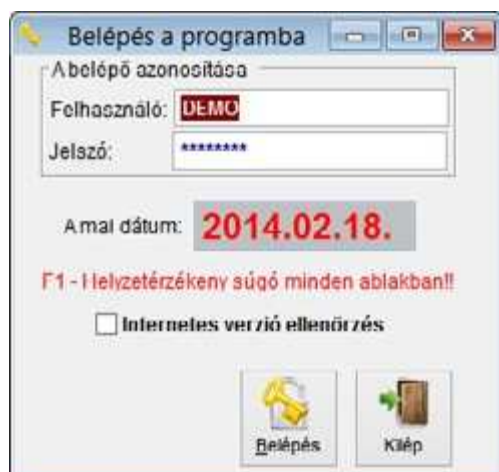 Belépés a programba
A belépő azonosítása
Felhasználó: DEMO
Jelszó: ********
A mai dátum: 2014.02.18.
F1 - Helyzetérzékeny súgó minden ablakban!!
Internetes verzió ellenőrzés
Belépés Kilép